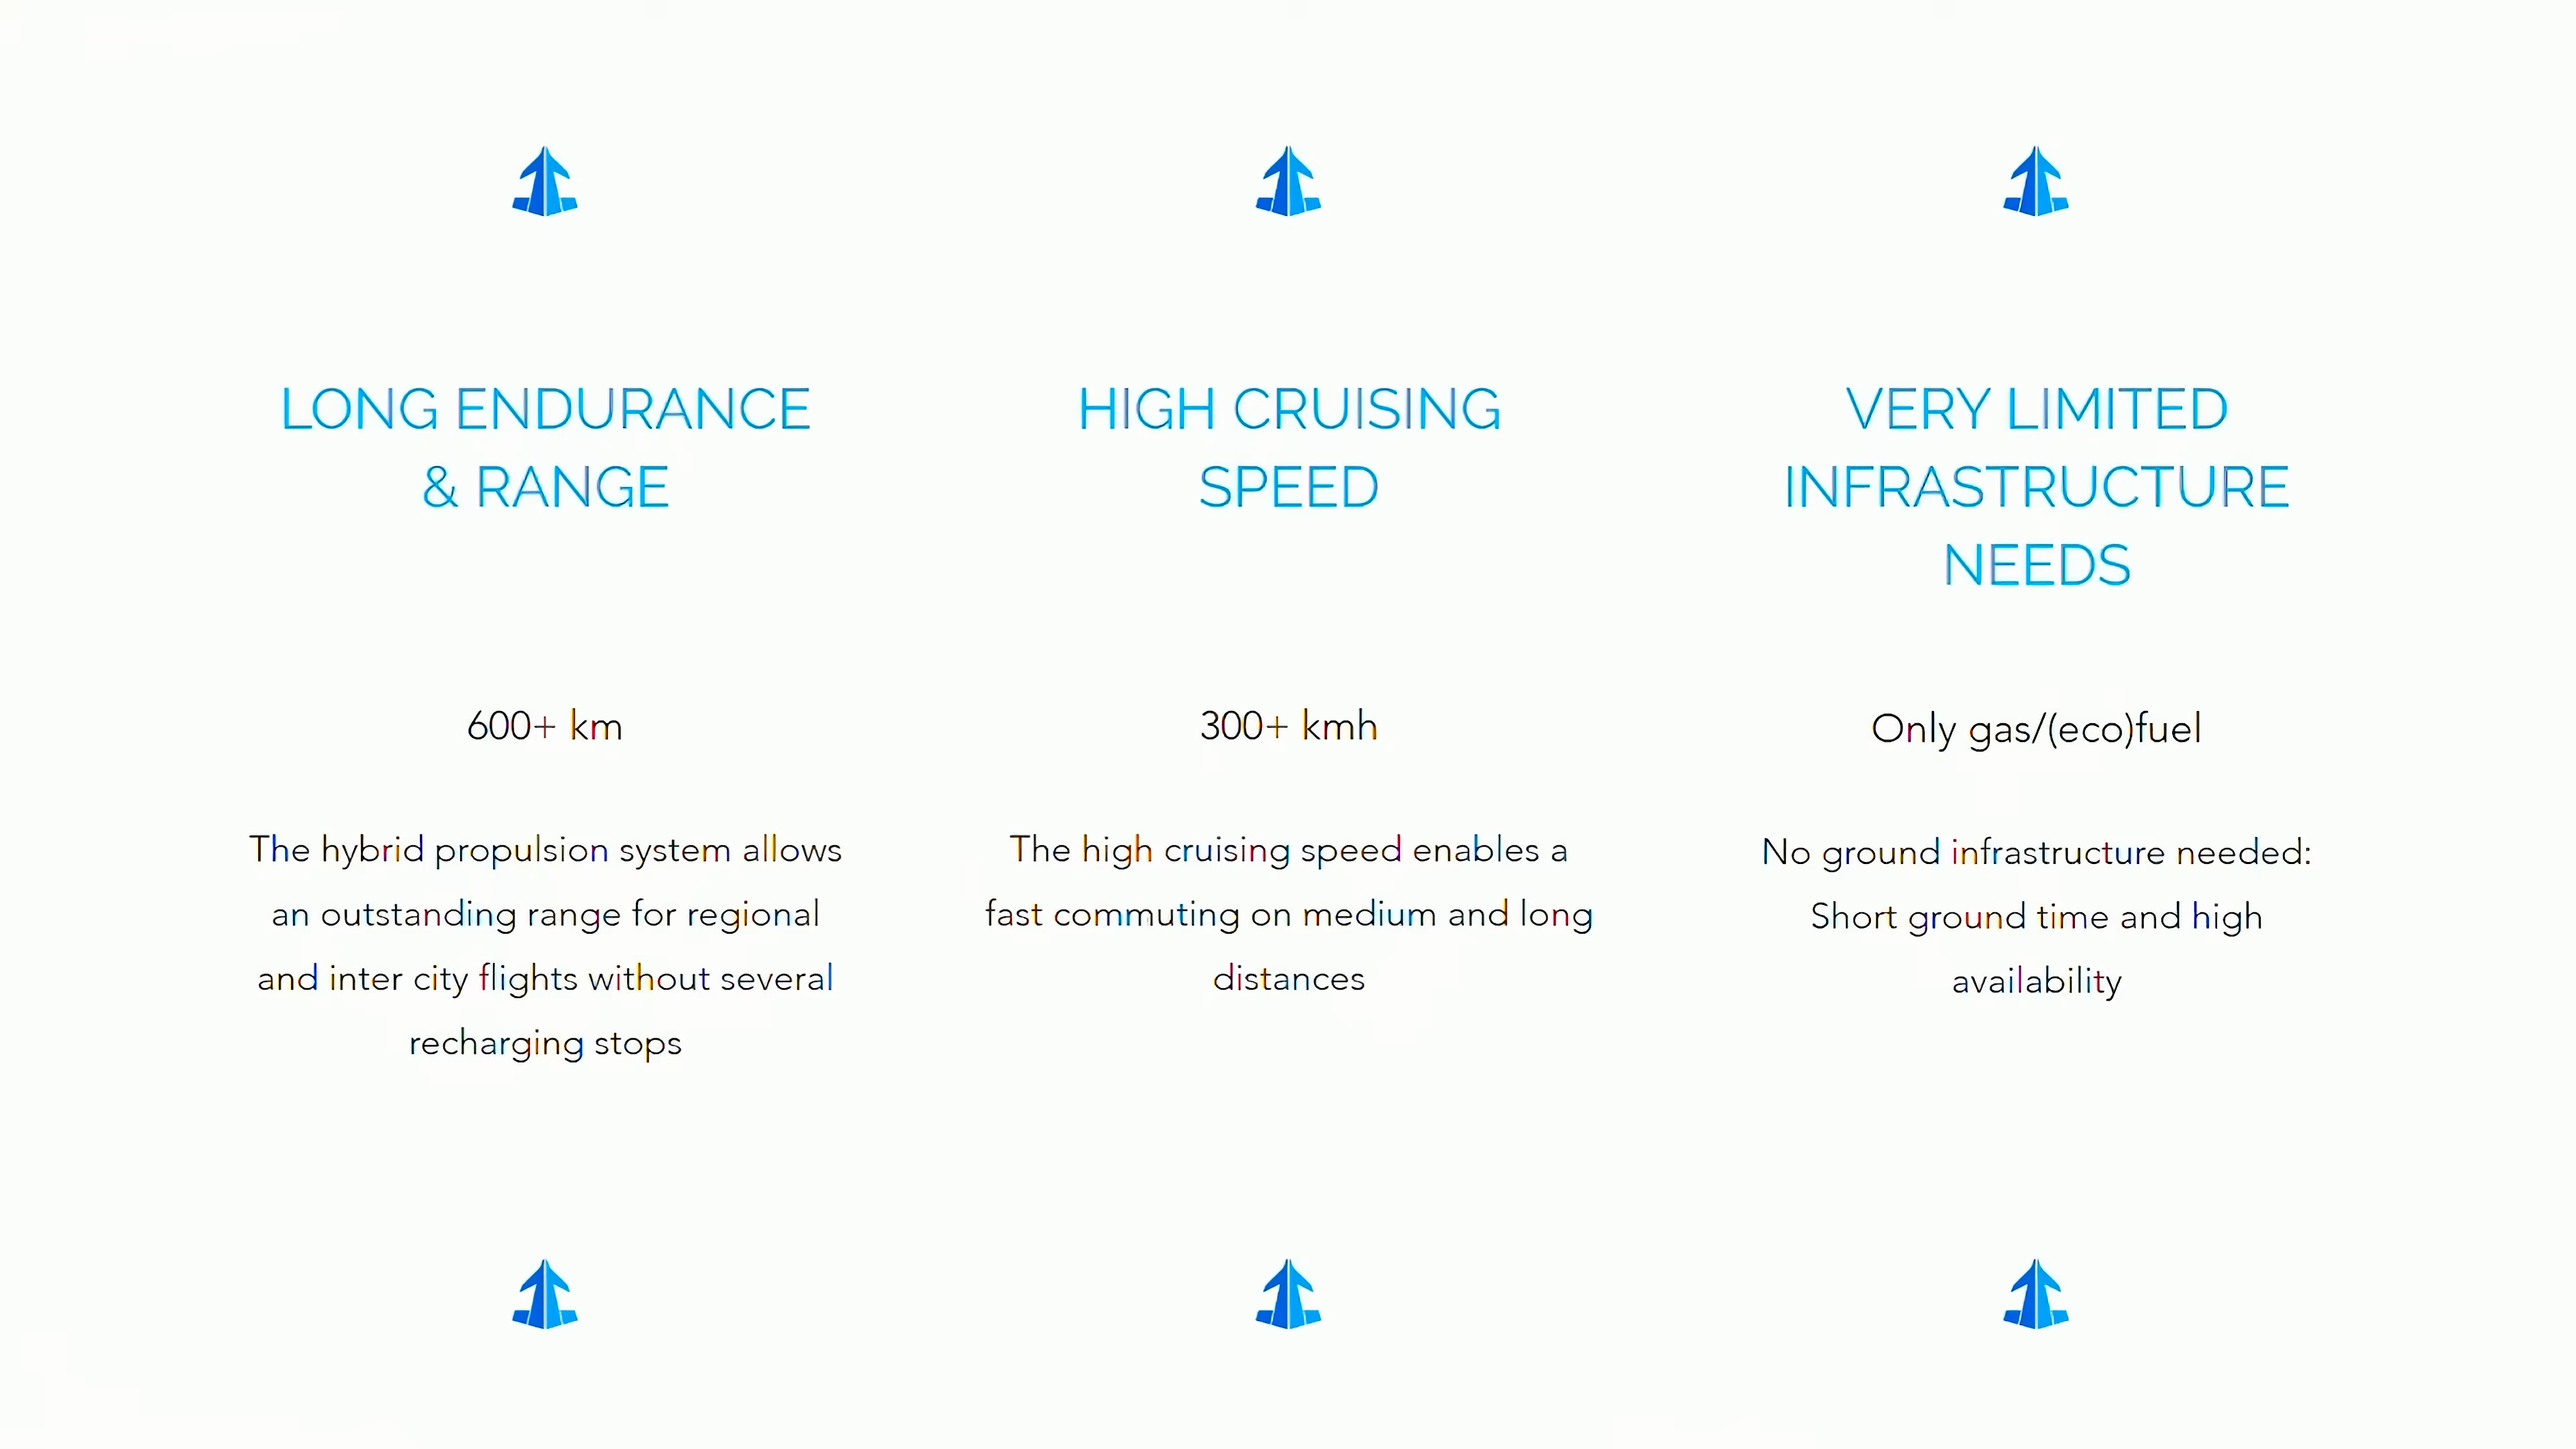 LONG ENDURANCE
& RANGE
600+ km
The hybrid propulsion system allows
an outstanding range for regional
and inter city flights without several
recharging stops
HIGH CRUISING
SPEED
300+ kmh
The high cruising speed enables a
fast commuting on medium and long
distances
VERY LIMITED
INFRASTRUCTURE
NEEDS
Only gas/(eco)fuel
No ground infrastructure needed:
Short ground time and high
availability